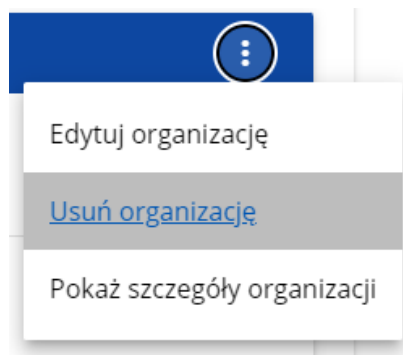 Edytuj organizację
Usuń organizację
Pokaż szczegóły organizacji